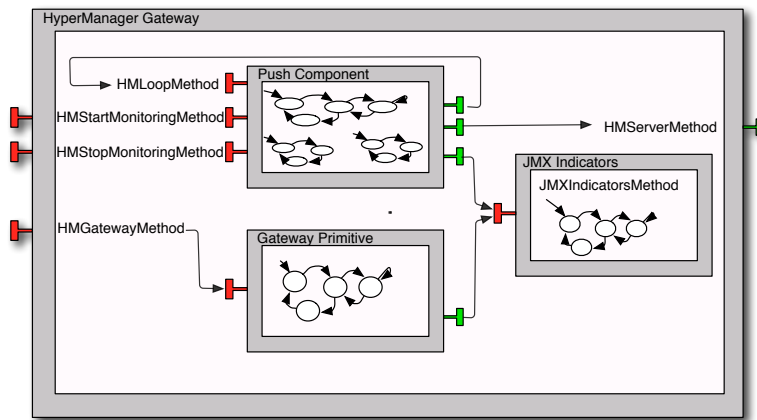 HyperManager Gateway
Push Component
HMLoopMethod
HMStartMonitoringMethod
HMServerMethod
HMStopMonitoringMethod
JMX Indicators
JMXIndicatorsMethod
HMGatewayMethod
Gateway Primitive